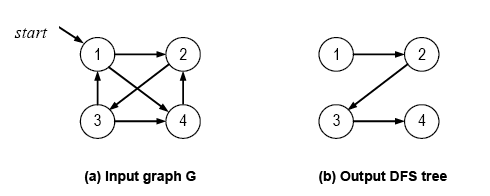 start
1 2
3 4
(a) Input graph G
1 2
3 4
(b) Output DFS tree